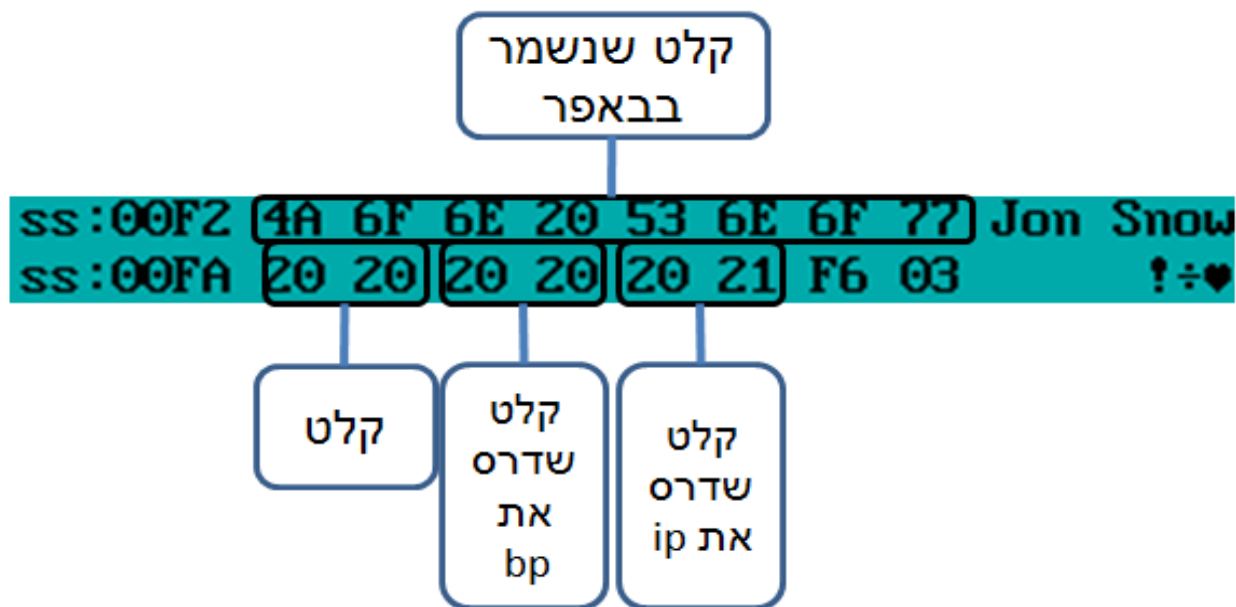 קלט שנשמר
בבאפר
ss:00F2 4A 6F 6E 20 53 6E 6F 77 Jon Snow
ss:00FA 20 20 20 20 20 21 F6 03 !÷♥
קלט
קלט
שדרס
את
bp
קלט
שדרס
את ip